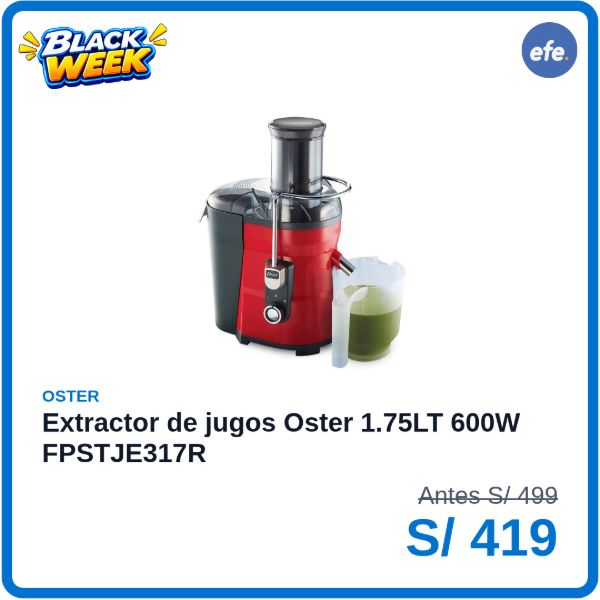 BLACK
WEEK
efe.
OSTER
Extractor de jugos Oster 1.75LT 600W
FPSTJE317R
Antes S/ 499
S/ 419